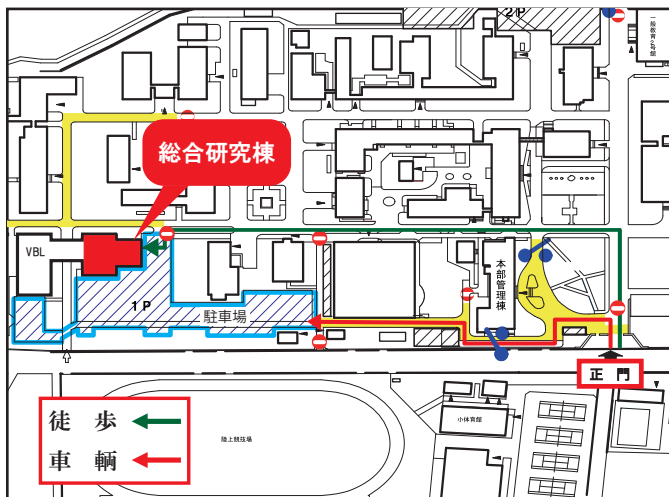 2P
一般教育2号館
総合研究棟
VBL
本部管理棟
1P
駐車場
正門
徒 歩
車 輌
陸上競技場
小体育館